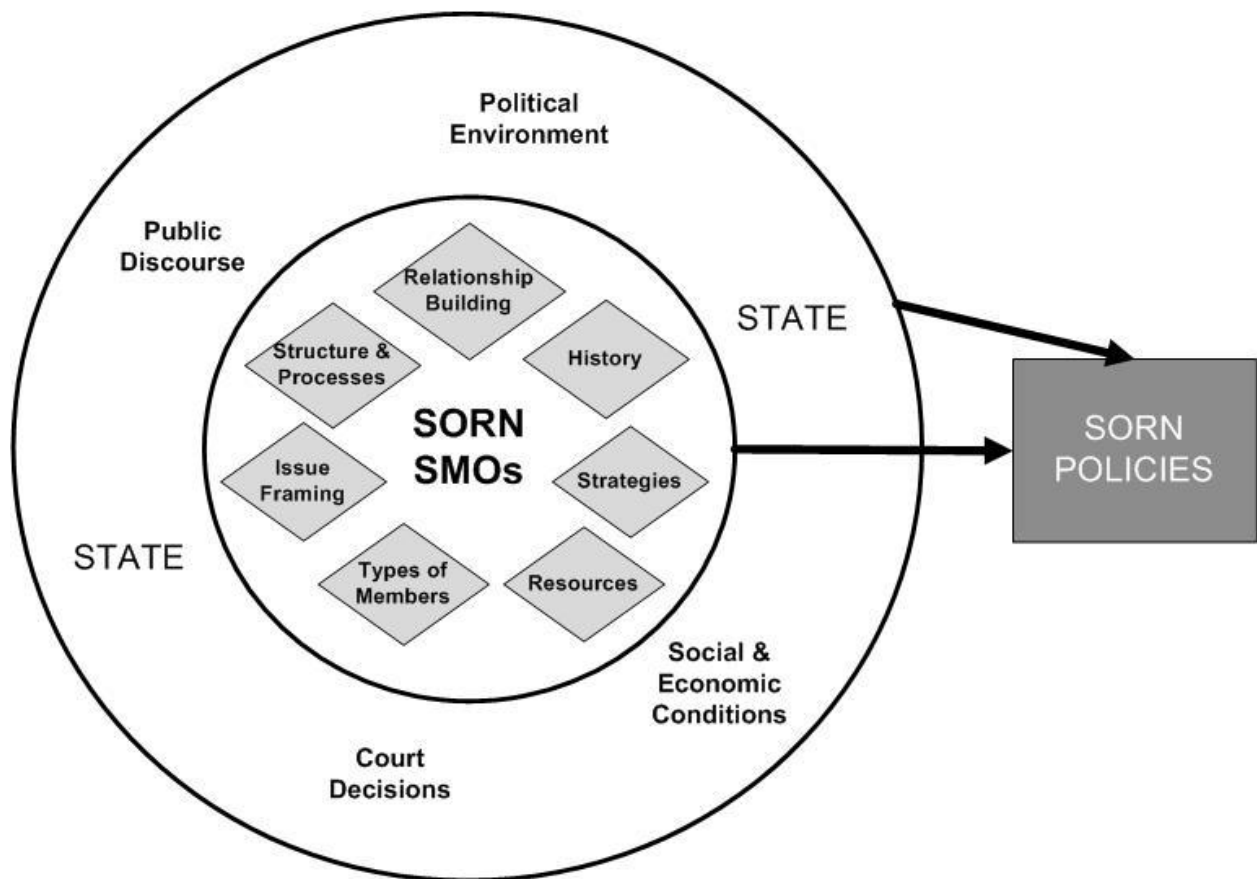 Political
Environment
Public
Discourse
Relationship
Building
STATE
Structure &
Processes
History
SORN
SMOs
SORN
POLICIES
Issue
Framing
Strategies
STATE
Types of
Members
Resources
Social &
Economic
Conditions
Court
Decisions